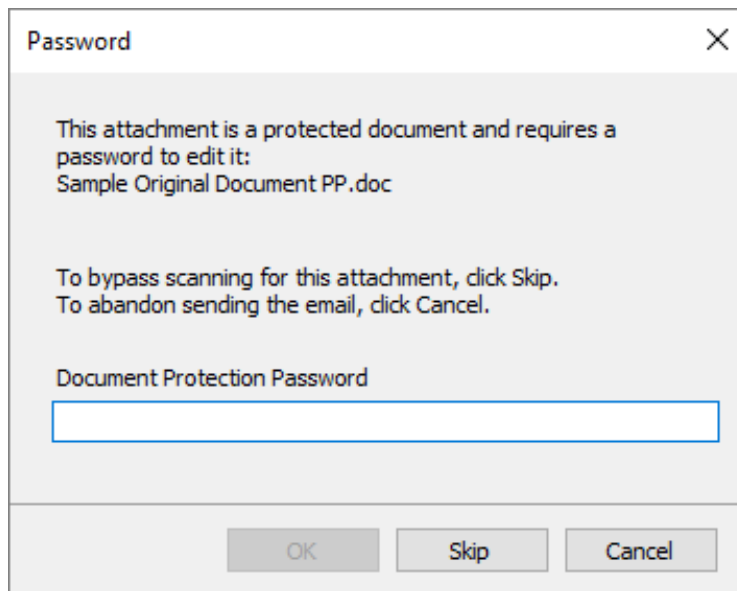 Password
This attachment is a protected document and requires a
password to edit it:
Sample Original Document PP.doc
To bypass scanning for this attachment, click Skip.
To abandon sending the email, click Cancel.
Document Protection Password
OK
Skip
Cancel